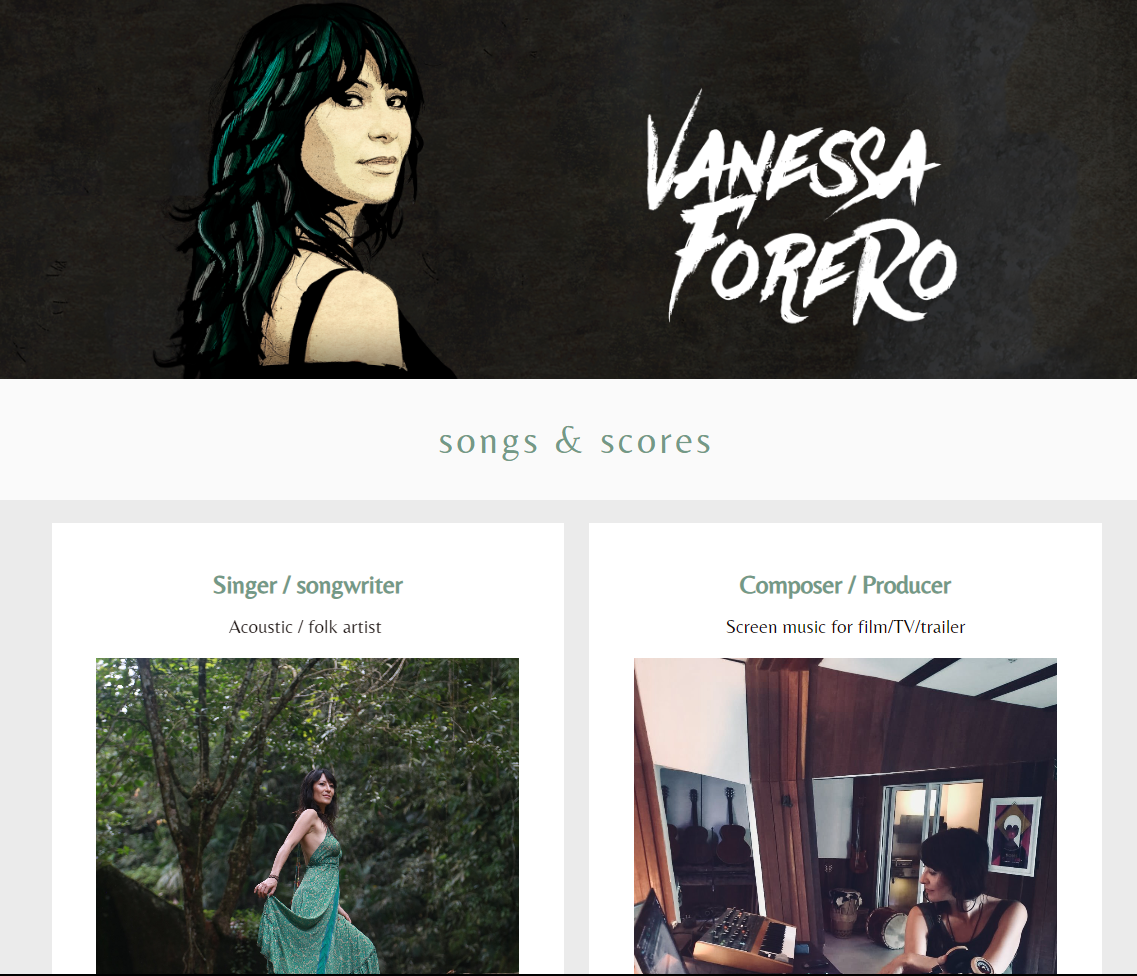 VANESSA
FORERO
songs & scores
Singer / songwriter
Acoustic / folk artist
Composer / Producer
Screen music for film/TV/trailer